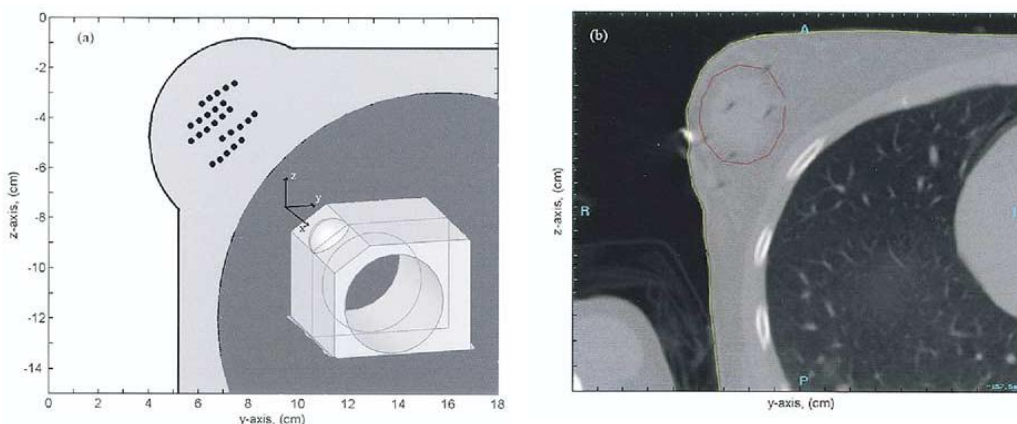 (a)
0
-2
-4
-6
-8
-10
-12
-14
z-axis, (cm)
0 2 4 6 8 10 12 14 16 18
y-axis, (cm)
z
y
x
(b)
A
R
P
z-axis, (cm)
y-axis, (cm)